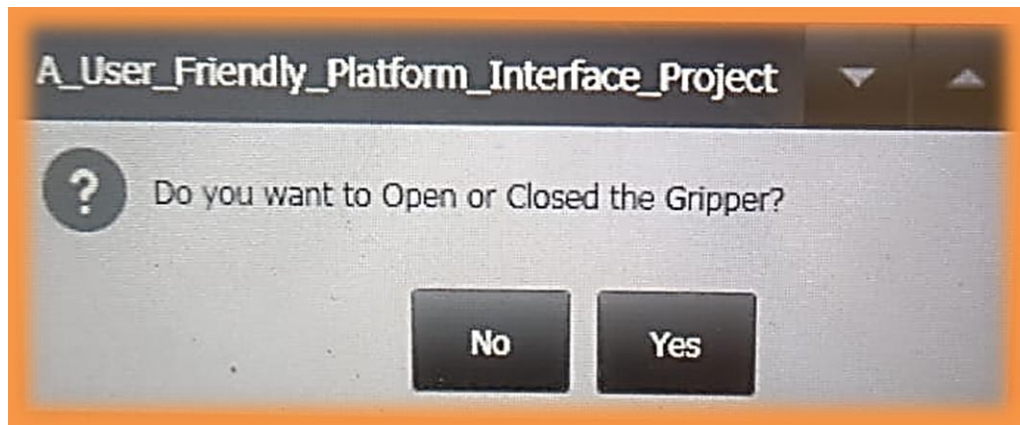 A_User_Friendly_Platform_Interface_Project
?
Do you want to Open or Closed the Gripper?
No
Yes